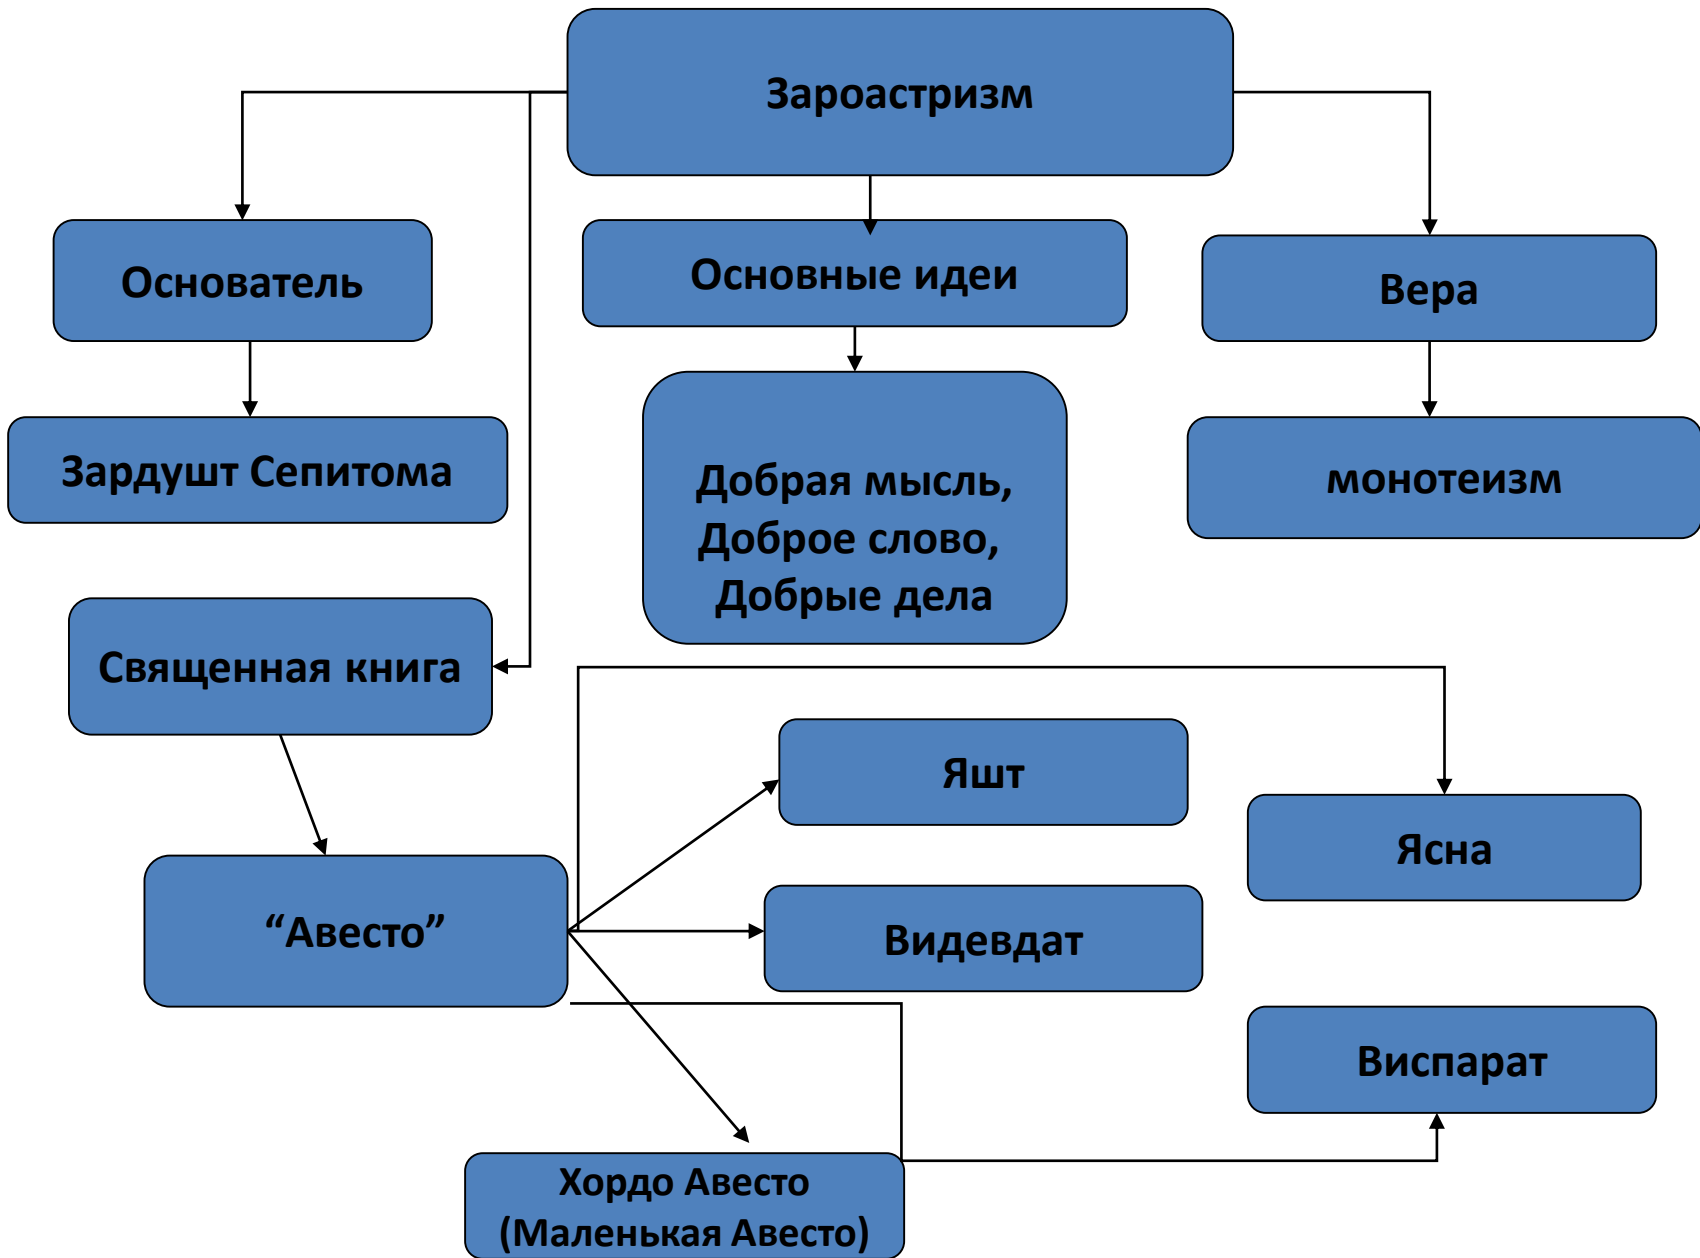 Зароастризм
Основатель
Основные идеи
Вера
Зардушт Сепитома
Добрая мысль,
Доброе слово,
Добрые дела
монотеизм
Священная книга
Яшт
Ясна
“Авесто”
Видевдат
Виспарат
Хордо Авесто
(Маленькая Авесто)